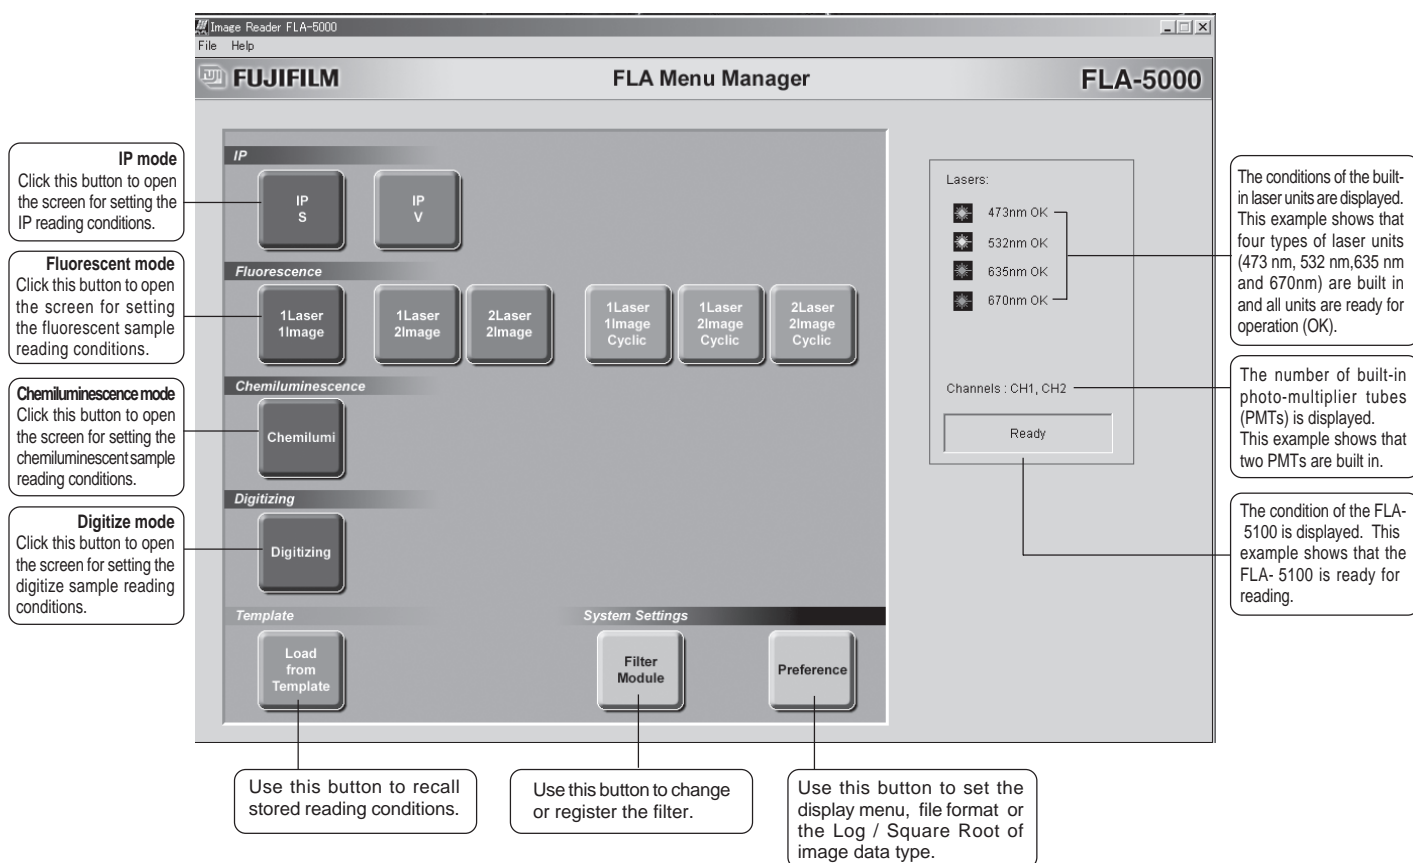 Image Reader FLA-5000
File Help
FUJIFILM
FLA Menu Manager
FLA-5000
IP mode
Click this button to open
the screen for setting the
IP reading conditions.
Fluorescent mode
Click this button to open
the screen for setting
the fluorescent sample
reading conditions.
Chemiluminescence mode
Click this button to open
the screen for setting the
chemiluminescent sample
reading conditions.
Digitize mode
Click this button to open
the screen for setting the
digitize sample reading
conditions.
IP
IP
S
IP
V
Fluorescence
1Laser
1Image
1Laser
2Image
2Laser
2Image
1Laser
1Image
Cyclic
1Laser
2Image
Cyclic
2Laser
2Image
Cyclic
Chemiluminescence
Chemilumi
Digitizing
Digitizing
Template
Load
from
Template
System Settings
Filter
Module
Preference
Lasers:
473nm OK
532nm OK
635nm OK
670nm OK
Channels : CH1, CH2
Ready
The conditions of the built-
in laser units are displayed.
This example shows that
four types of laser units
(473 nm, 532 nm,635 nm
and 670nm) are built in
and all units are ready for
operation (OK).
The number of built-in
photo-multiplier tubes
(PMTs) is displayed.
This example shows that
two PMTs are built in.
The condition of the FLA-
5100 is displayed. This
example shows that the
FLA- 5100 is ready for
reading.
Use this button to recall
stored reading conditions.
Use this button to change
or register the filter.
Use this button to set the
display menu, file format or
the Log / Square Root of
image data type.